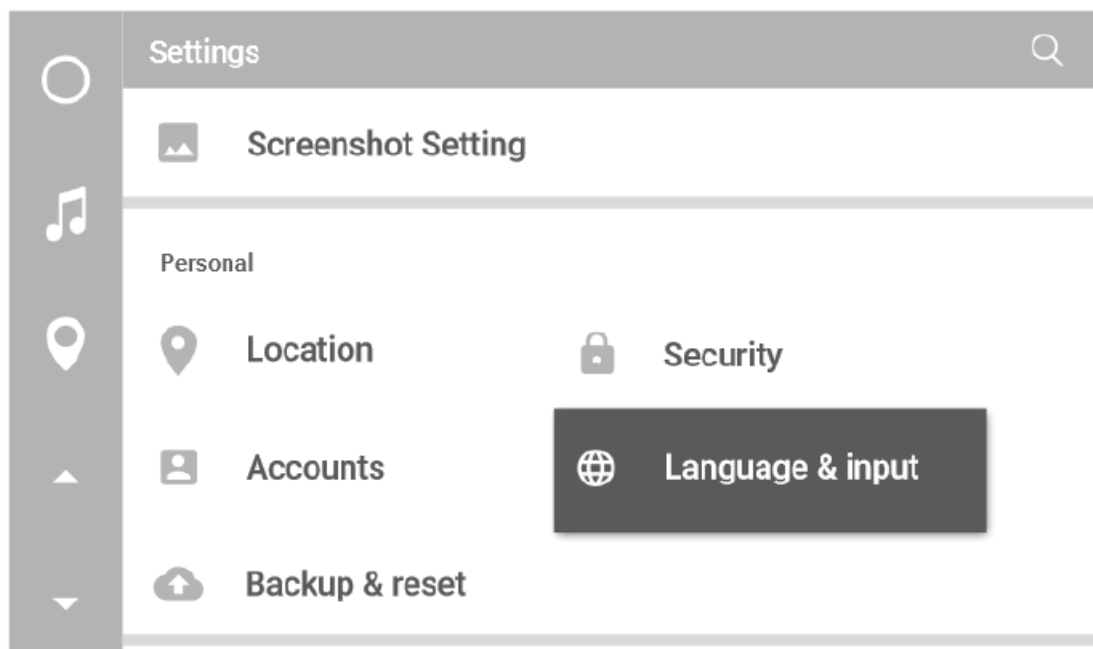 Settings
Screenshot Setting
Personal
Location
Security
Accounts
Language & input
Backup & reset